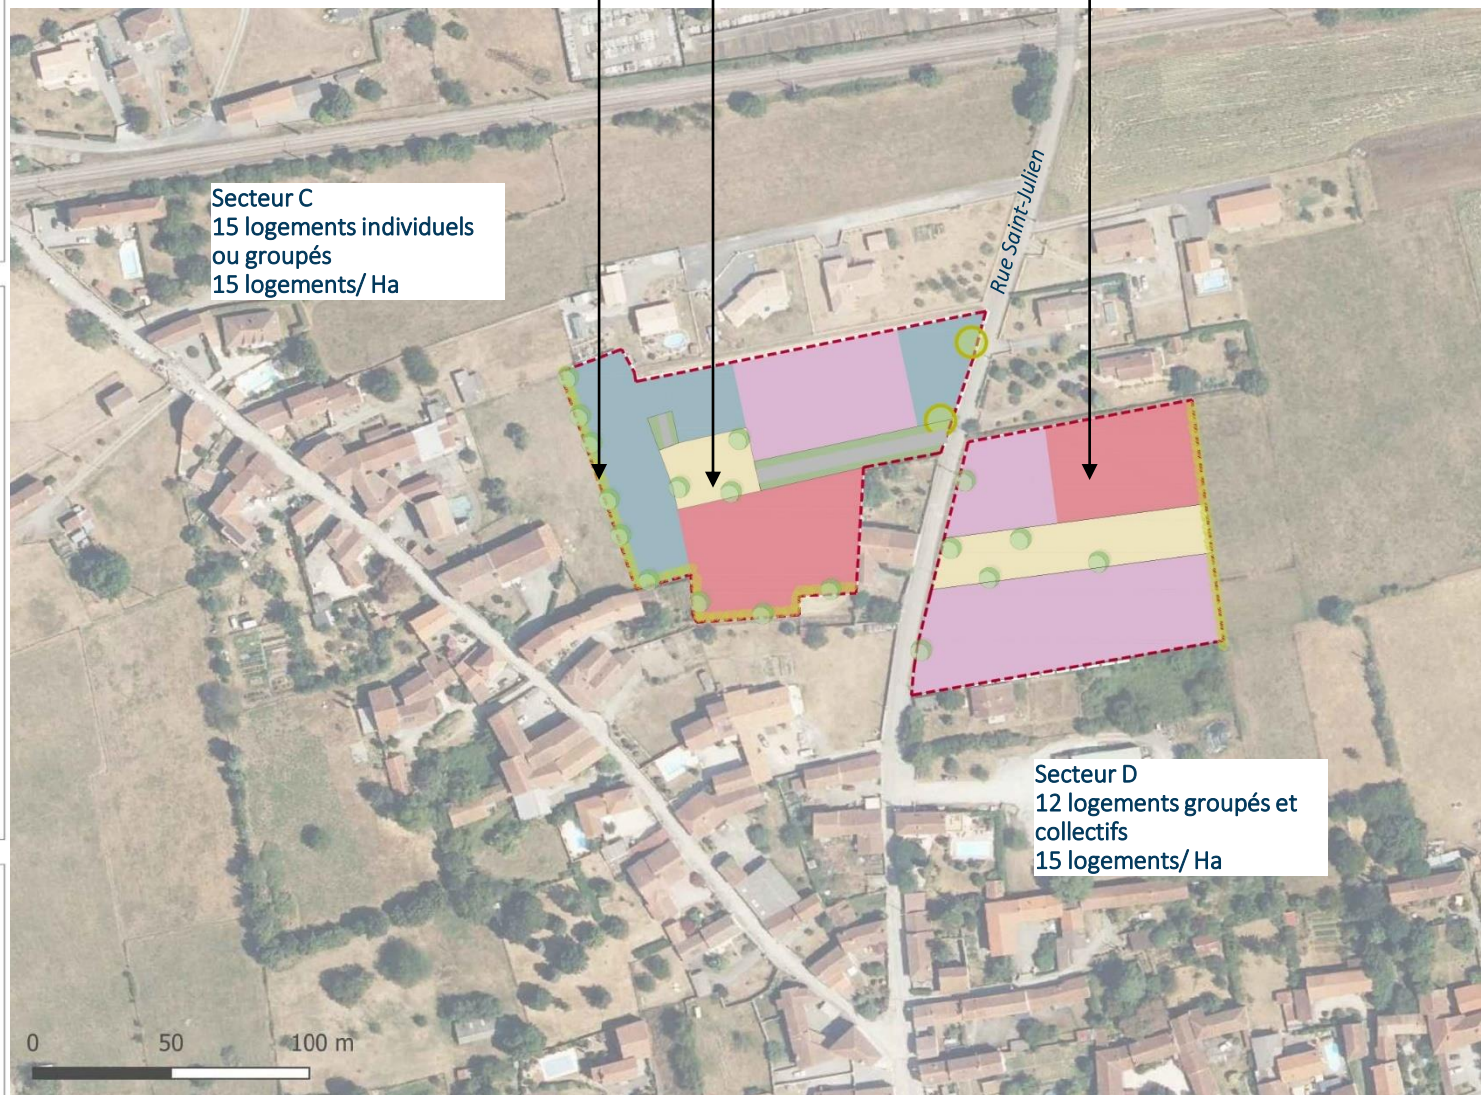 Secteur C
15 logements individuels
ou groupés
15 logements/ Ha
Rue Saint-Julien
Secteur D
12 logements groupés et
collectifs
15 logements/ Ha
0 50 100 m